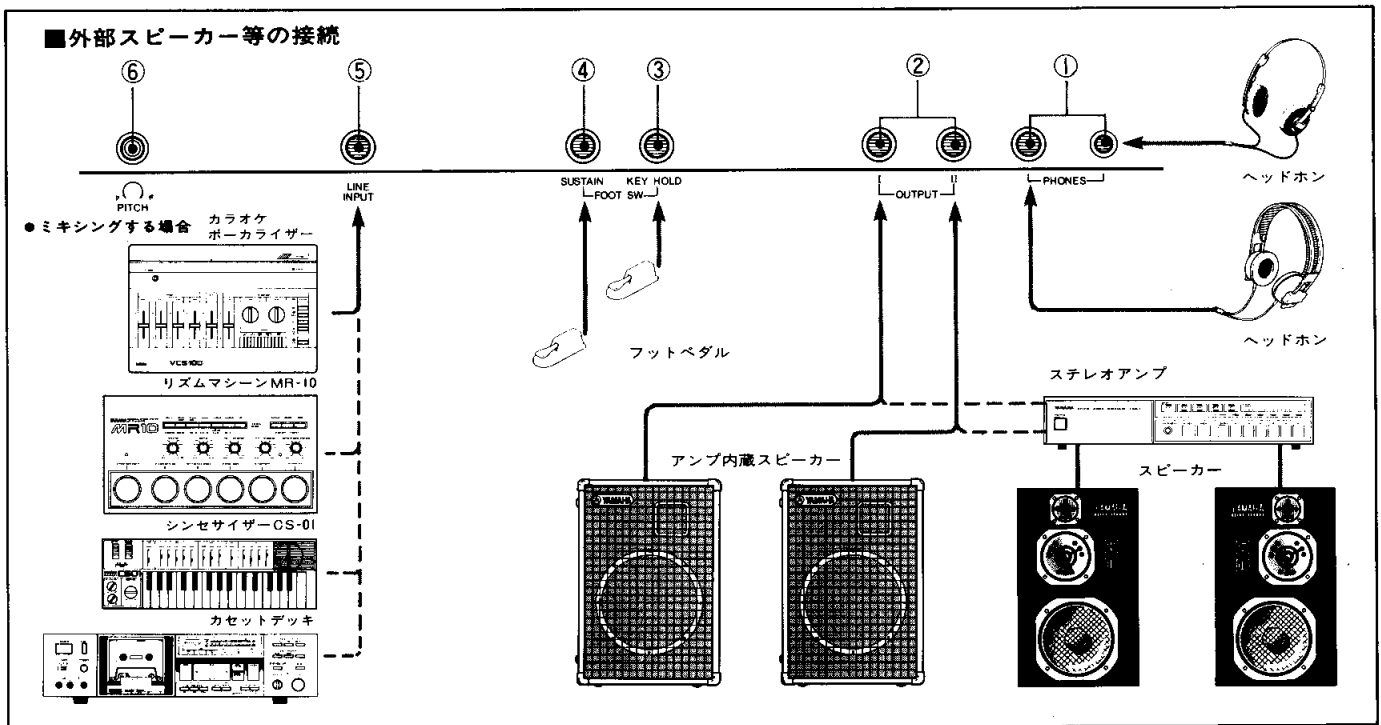 ■外部スピーカー等の接続
⑥ ⑤ ④ ③ ② ①
PITCH
LINE
INPUT
SUSTAIN KEY HOLD
FOOT SW
I OUTPUT II
PHONES
ヘッドホン
●ミキシングする場合
カラオケ
ボーカライザー
VCS100
リズムマシーンMR-10
MR10
シンセサイザーCS-01
カセットデッキ
フットペダル
アンプ内蔵スピーカー
YAMAHA
YAMAHA
ヘッドホン
ステレオアンプ
YAMAHA
スピーカー
YAMAHA
YAMAHA